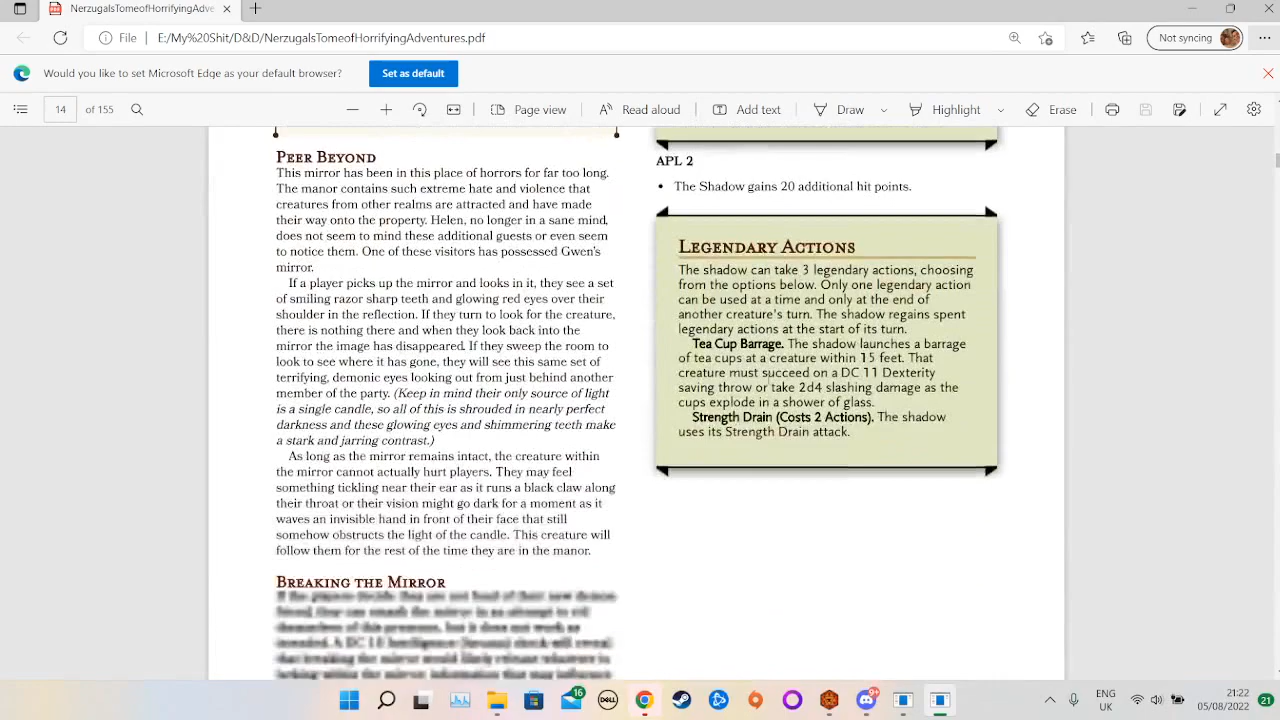 NerzugalsTomeofHorrifyingAdve
File
E:/My%20Shit/D&D/NerzugalsTomeofHorrifyingAdventures.pdf
Not syncing
Would you like to set Microsoft Edge as your default browser?
Set as default
14
of 155
Page view
Read aloud
Add text
Draw
Highlight
Erase
Peer Beyond
This mirror has been in this place of horrors for far too long.
The manor contains such extreme hate and violence that
creatures from other realms are attracted and have made
their way onto the property. Helen, no longer in a sane mind,
does not seem to mind these additional guests or even seem
to notice them. One of these visitors has possessed Gwen's
mirror.
If a player picks up the mirror and looks in it, they see a set
of smiling razor sharp teeth and glowing red eyes over their
shoulder in the reflection. If they turn to look for the creature,
there is nothing there and when they look back into the
mirror the image has disappeared. If they sweep the room to
look to see where it has gone, they will see this same set of
terrifying, demonic eyes looking out from just behind another
member of the party. (Keep in mind their only source of light
is a single candle, so all of this is shrouded in nearly perfect
darkness and these glowing eyes and shimmering teeth make
a stark and jarring contrast.)
As long as the mirror remains intact, the creature within
the mirror cannot actually hurt players. They may feel
something tickling near their ear as it runs a black claw along
their throat or their vision might go dark for a moment as it
waves an invisible hand in front of their face that still
somehow obstructs the light of the candle. This creature will
follow them for the rest of the time they are in the manor.
Breaking the Mirror
APL 2
• The Shadow gains 20 additional hit points.
Legendary Actions
The shadow can take 3 legendary actions, choosing
from the options below. Only one legendary action
can be used at a time and only at the end of
another creature's turn. The shadow regains spent
legendary actions at the start of its turn.
Tea Cup Barrage. The shadow launches a barrage
of tea cups at a creature within 15 feet. That
creature must succeed on a DC 11 Dexterity
saving throw or take 2d4 slashing damage as the
cups explode in a shower of glass.
Strength Drain (Costs 2 Actions). The shadow
uses its Strength Drain attack.
16
DELL
9+
ENG
UK
21:22
05/08/2022
21